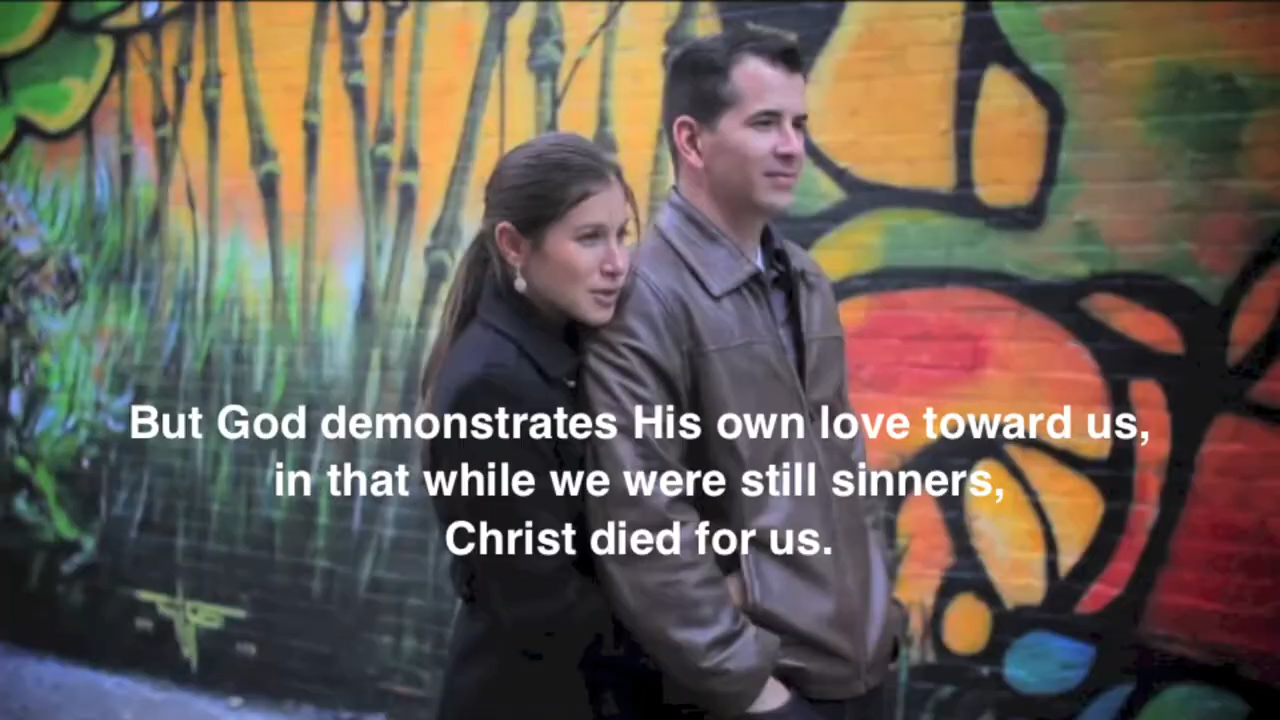 But God demonstrates His own love toward us,
in that while we were still sinners,
Christ died for us.